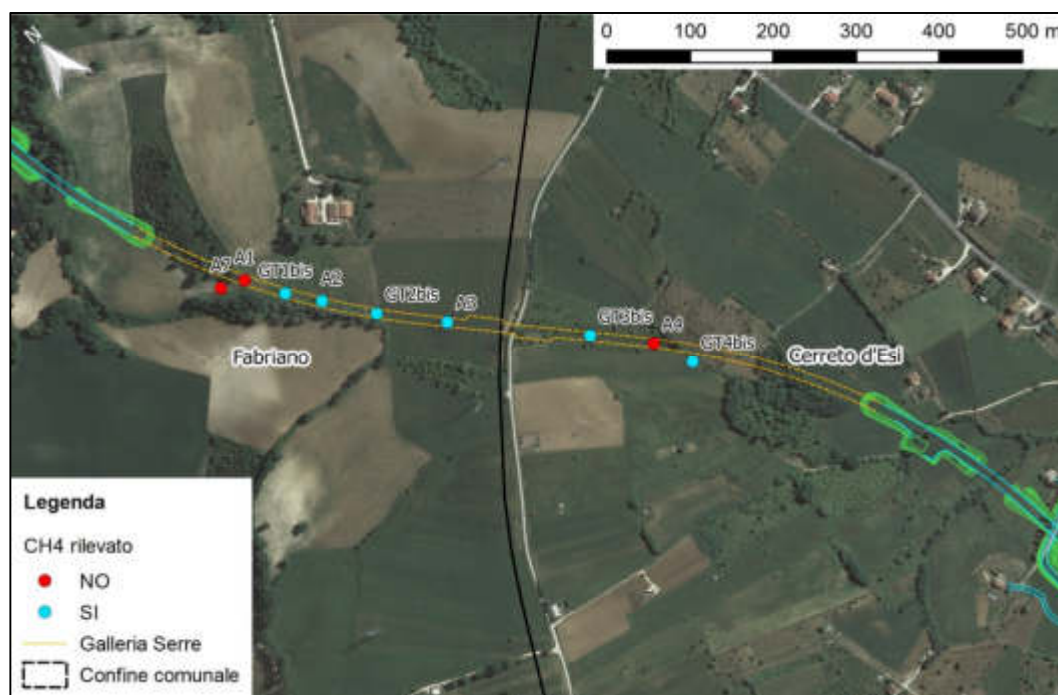 N
0 100 200 300 400 500 m
A7
A1
GT1bis
A2
GT2bis
A3
GT3bis
A4
GT4bis
Fabriano
Cerreto d'Esi
Legenda
CH4 rilevato
NO
SI
Galleria Serre
Confine comunale